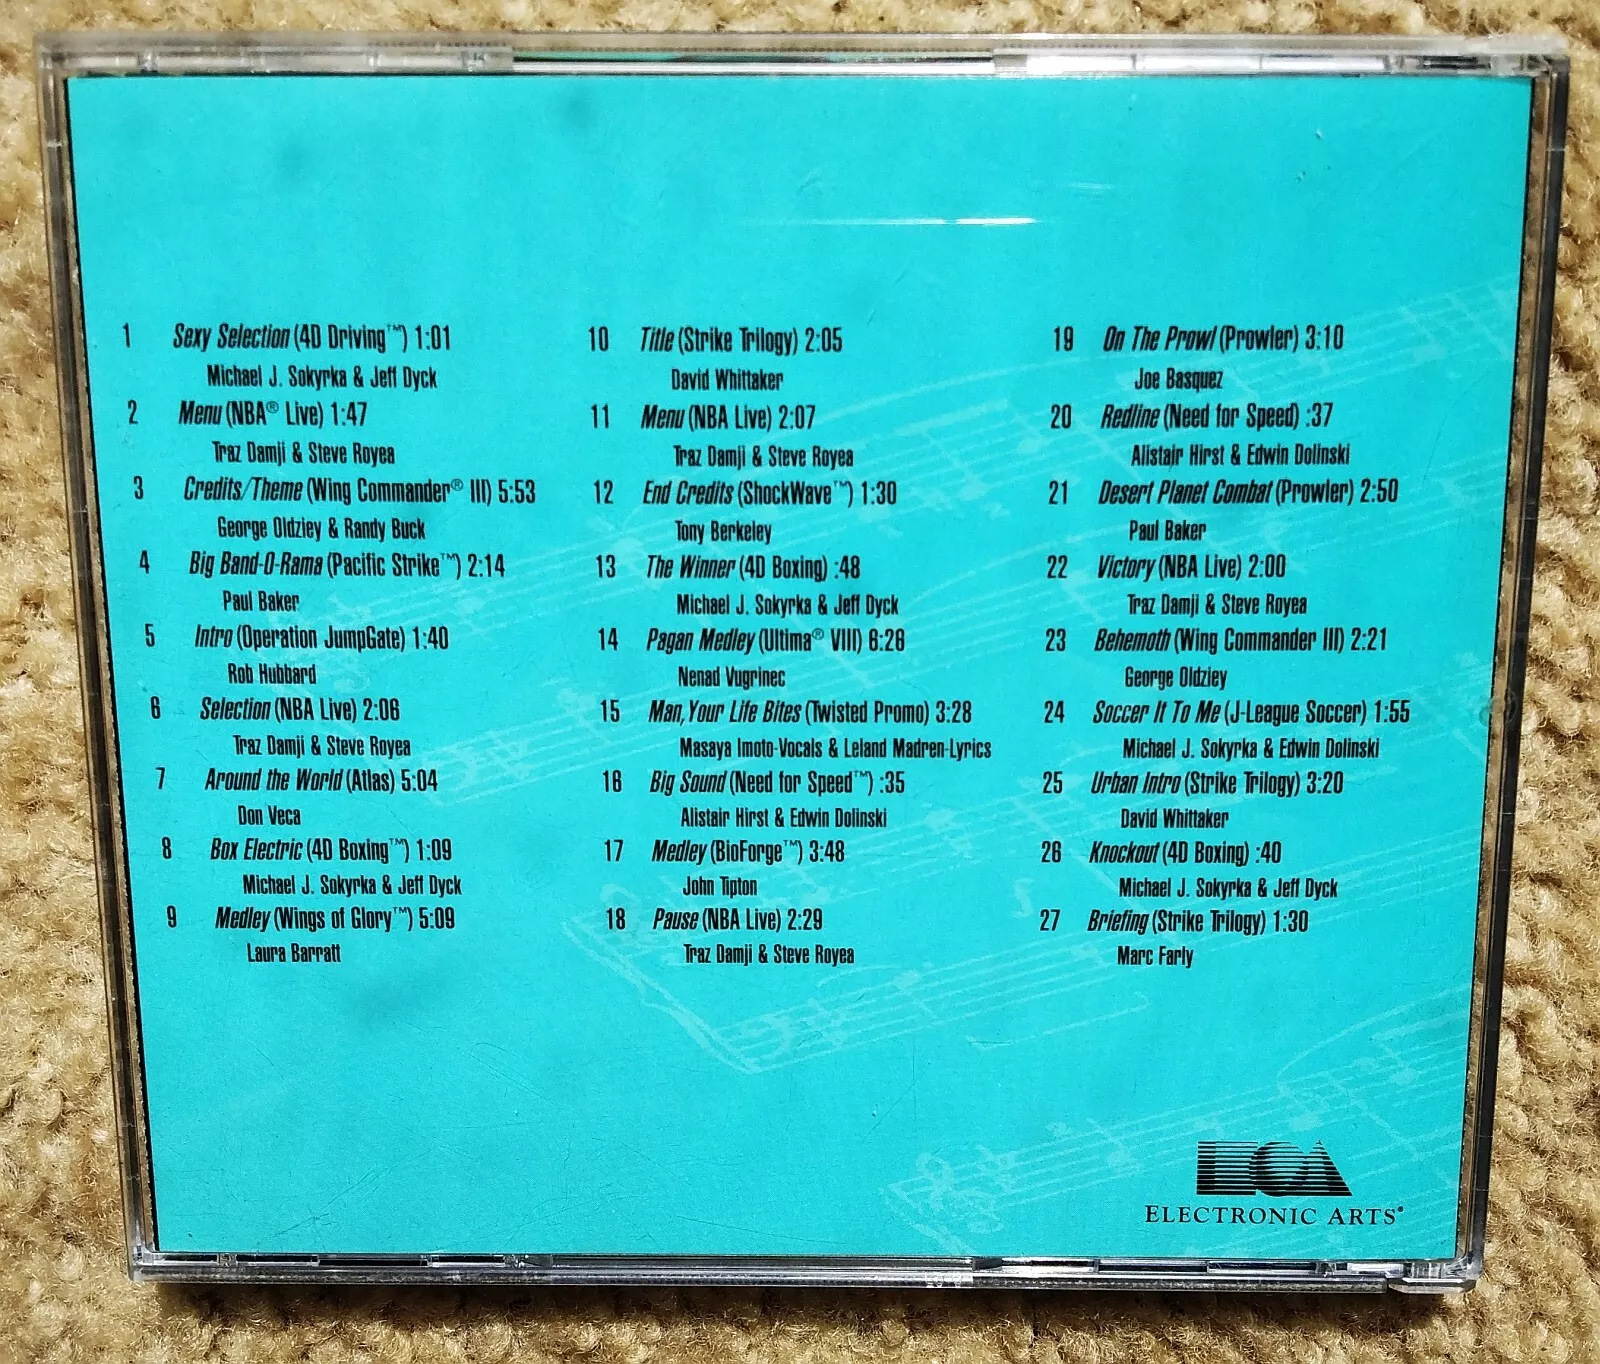 1 Sexy Selection (4D Driving™) 1:01
Michael J. Sokyrka & Jeff Dyck
2 Menu (NBA® Live) 1:47
Traz Damji & Steve Royea
3 Credits/Theme (Wing Commander® III) 5:53
George Oldziey & Randy Buck
4 Big Band-O-Rama (Pacific Strike™) 2:14
Paul Baker
5 Intro (Operation JumpGate) 1:40
Rob Hubbard
6 Selection (NBA Live) 2:06
Traz Damji & Steve Royea
7 Around the World (Atlas) 5:04
Don Veca
8 Box Electric (4D Boxing™) 1:09
Michael J. Sokyrka & Jeff Dyck
9 Medley (Wings of Glory™) 5:09
Laura Barratt
10 Title (Strike Trilogy) 2:05
David Whittaker
11 Menu (NBA Live) 2:07
Traz Damji & Steve Royea
12 End Credits (ShockWave™) 1:30
Tony Berkeley
13 The Winner (4D Boxing) :48
Michael J. Sokyrka & Jeff Dyck
14 Pagan Medley (Ultima® VIII) 6:26
Nenad Vugrinec
15 Man, Your Life Bites (Twisted Promo) 3:28
Masaya Imoto-Vocals & Leland Madren-Lyrics
16 Big Sound (Need for Speed™) :35
Alistair Hirst & Edwin Dolinski
17 Medley (BioForge™) 3:48
John Tipton
18 Pause (NBA Live) 2:29
Traz Damji & Steve Royea
19 On The Prowl (Prowler) 3:10
Joe Basquez
20 Redline (Need for Speed) :37
Alistair Hirst & Edwin Dolinski
21 Desert Planet Combat (Prowler) 2:50
Paul Baker
22 Victory (NBA Live) 2:00
Traz Damji & Steve Royea
23 Behemoth (Wing Commander III) 2:21
George Oldziey
24 Soccer It To Me (J-League Soccer) 1:55
Michael J. Sokyrka & Edwin Dolinski
25 Urban Intro (Strike Trilogy) 3:20
David Whittaker
26 Knockout (4D Boxing) :40
Michael J. Sokyrka & Jeff Dyck
27 Briefing (Strike Trilogy) 1:30
Marc Farly
EOA
ELECTRONIC ARTS®